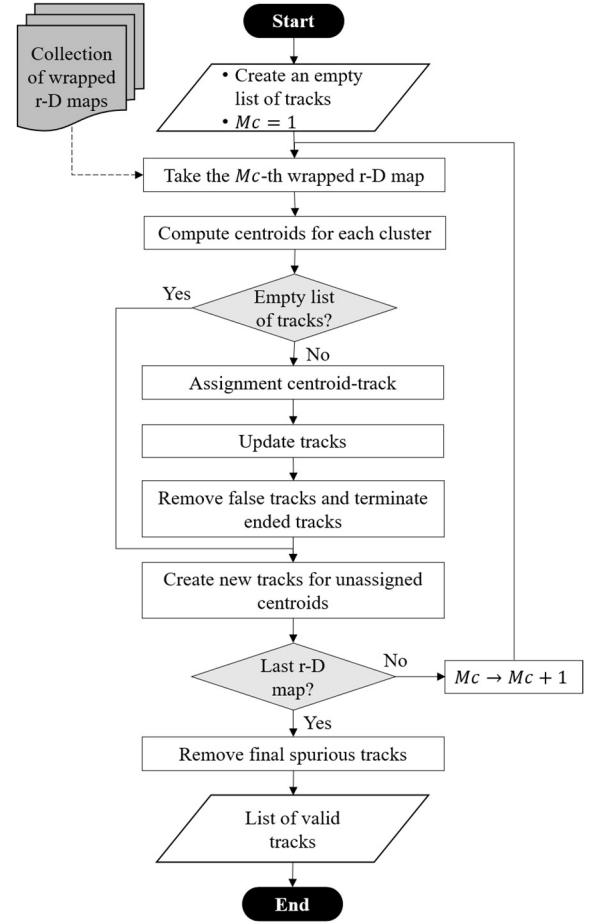 Start
Collection
of wrapped
r-D maps
• Create an empty
list of tracks
• Mc = 1
Take the Mc-th wrapped r-D map
Compute centroids for each cluster
Yes
Empty list
of tracks?
No
Assignment centroid-track
Update tracks
Remove false tracks and terminate
ended tracks
Create new tracks for unassigned
centroids
Last r-D
map?
No
Mc → Mc + 1
Yes
Remove final spurious tracks
List of valid
tracks
End